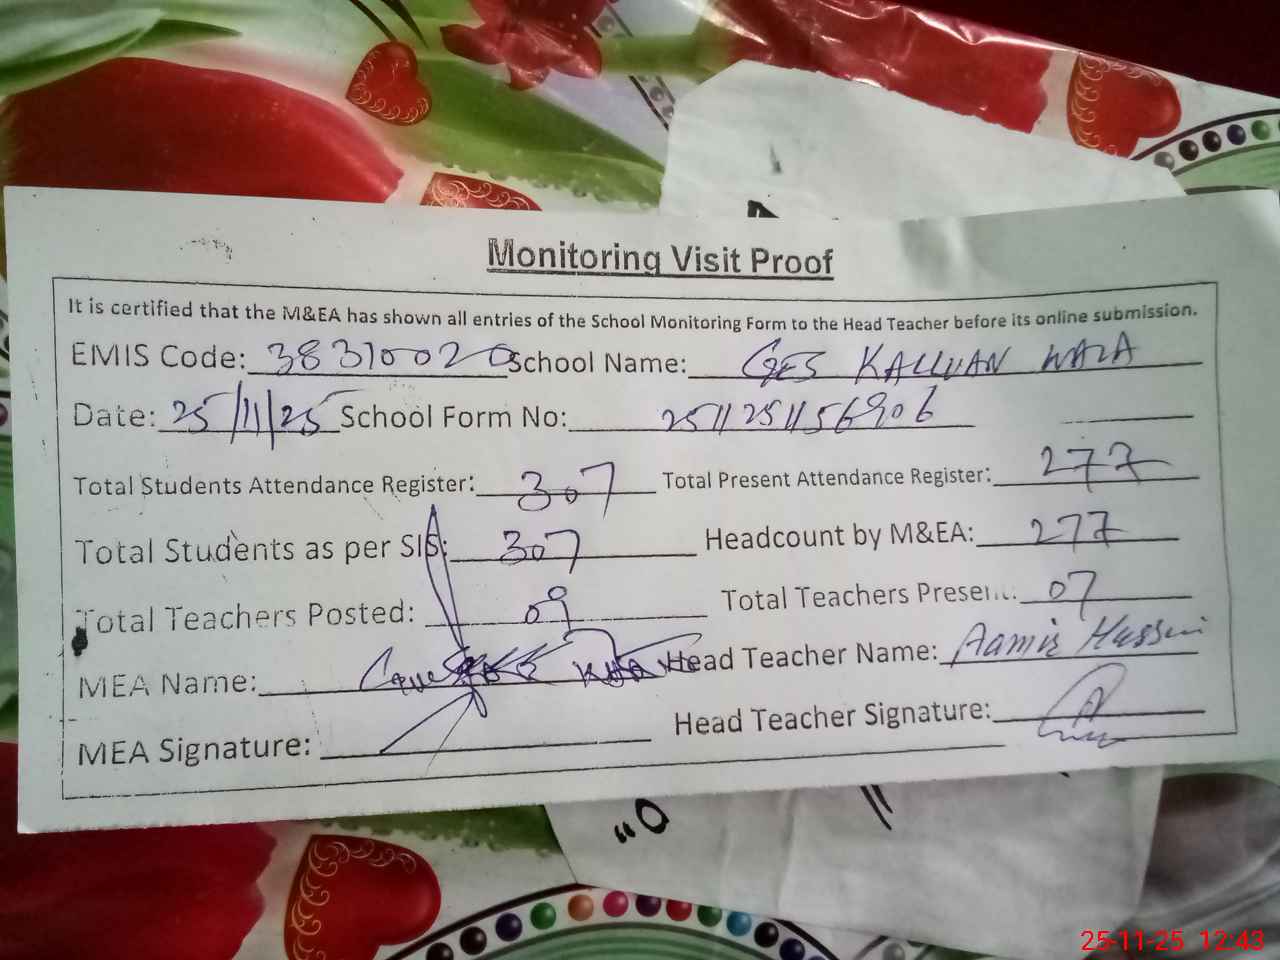 Monitoring Visit Proof
It is certified that the M&EA has shown all entries of the School Monitoring Form to the Head Teacher before its online submission.
EMIS Code: 38310020 School Name: GES KALLUAN WALA
Date: 25/11/25 School Form No: 2511251156906
Total Students Attendance Register: 307 Total Present Attendance Register: 277
Total Students as per SIS: 307 Headcount by M&EA: 277
Total Teachers Posted: 09 Total Teachers Present: 07
MEA Name: Head Teacher Name: Aamir Hussain
MEA Signature: Head Teacher Signature:
25-11-25 12:43